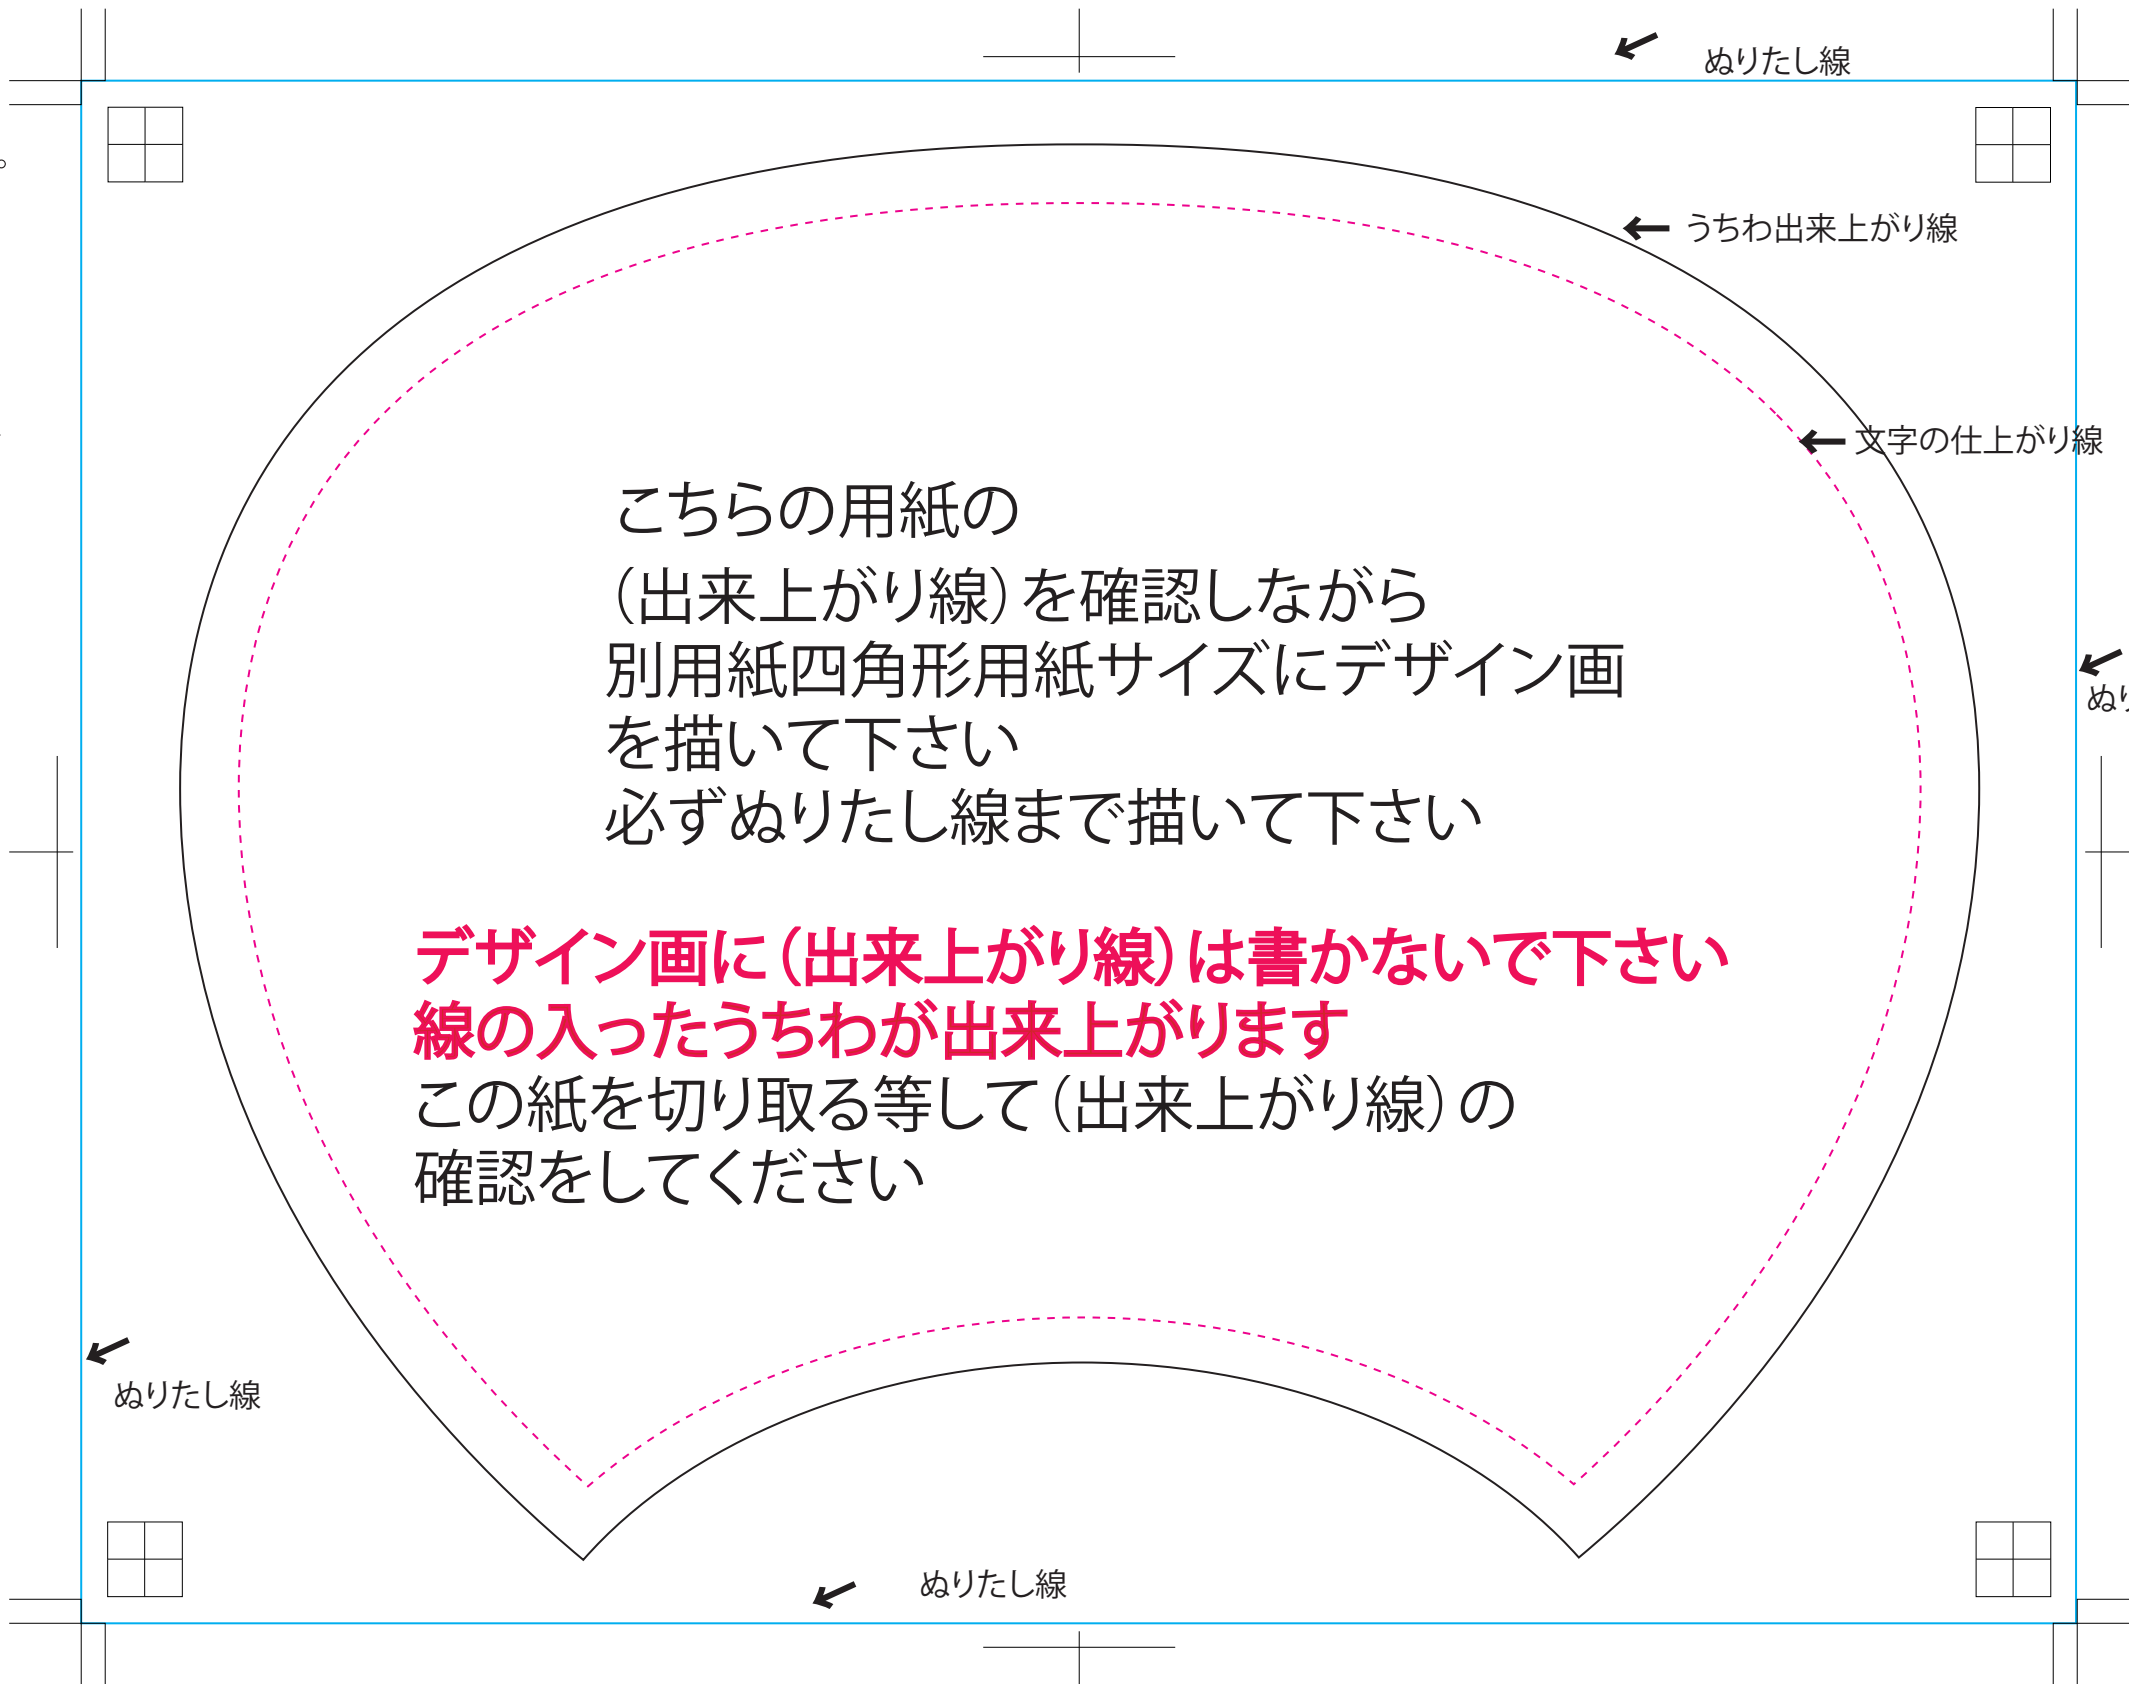 ぬりたし線
うちわ出来上がり線
文字の仕上がり線
こちらの用紙の
(出来上がり線)を確認しながら
別用紙四角形用紙サイズにデザイン画
を描いて下さい
必ずぬりたし線まで描いて下さい
ぬり
デザイン画に(出来上がり線)は書かないで下さい
線の入ったうちわが出来上がります
この紙を切り取る等して(出来上がり線)の
確認をしてください
ぬりたし線
ぬりたし線